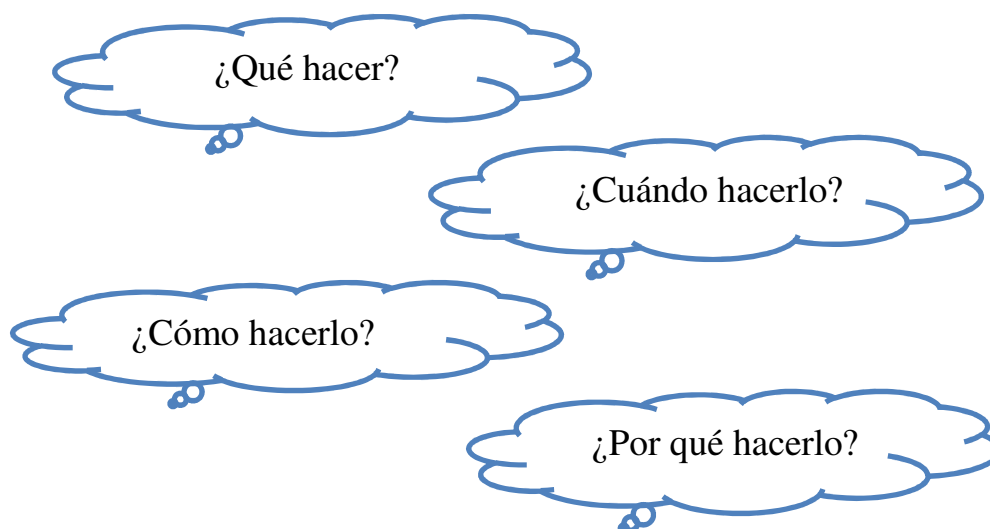 ¿Qué hacer?
¿Cuándo hacerlo?
¿Cómo hacerlo?
¿Por qué hacerlo?